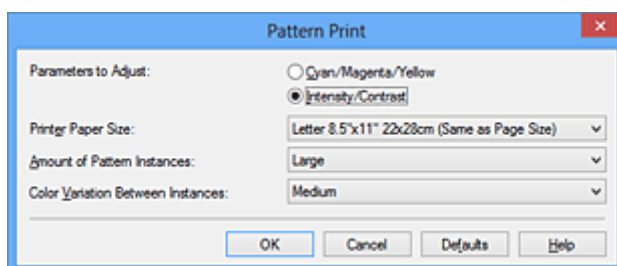 Pattern Print
Parameters to Adjust:
Cyan/Magenta/Yellow
Intensity/Contrast
Printer Paper Size:
Letter 8.5"x11" 22x28cm (Same as Page Size)
Amount of Pattern Instances:
Large
Color Variation Between Instances:
Medium
OK Cancel Defaults Help